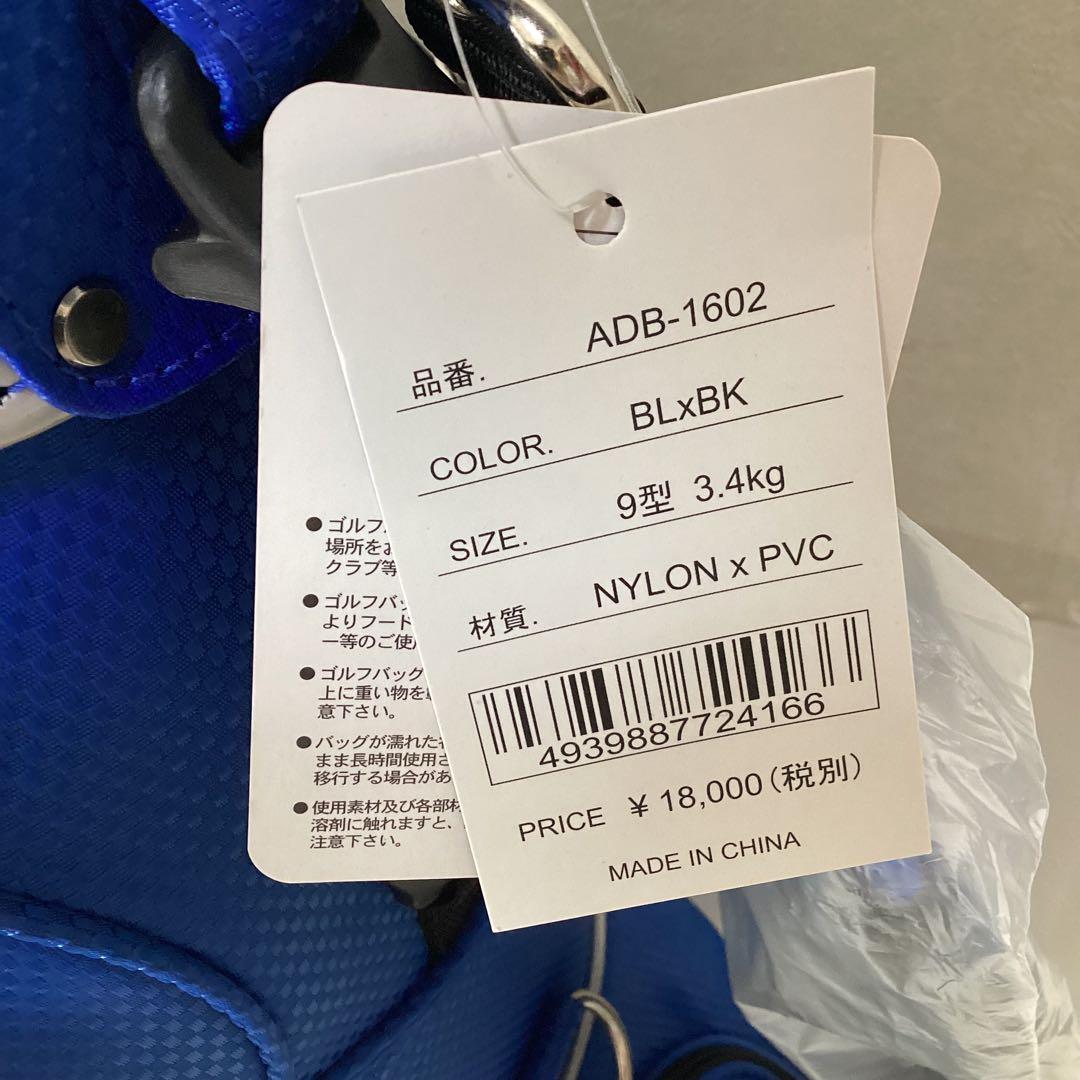 品番. ADB-1602
COLOR. BLxBK
SIZE. 9型 3.4kg
材質. NYLON x PVC
4939887724166
PRICE ¥ 18,000(税別)
MADE IN CHINA
●ゴルフ
場所を
クラブ等
●ゴルフバッ
よりフード
ー等のご使
●ゴルフバッグ
上に重い物を
意下さい。
●バッグが濡れた
まま長時間使用
移行する場合があ
●使用素材及び各部
溶剤に触れますと、
注意下さい。